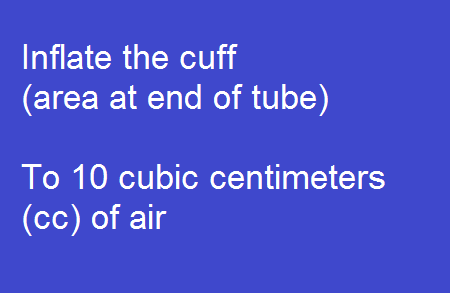 Inflate the cuff
(area at end of tube)
To 10 cubic centimeters
(cc) of air